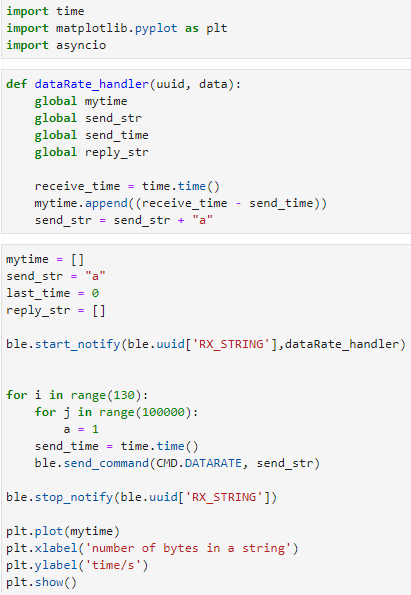 import time
import matplotlib.pyplot as plt
import asyncio
def dataRate_handler(uuid, data):
    global mytime
    global send_str
    global send_time
    global reply_str
    receive_time = time.time()
    mytime.append((receive_time - send_time))
    send_str = send_str + "a"
mytime = []
send_str = "a"
last_time = 0
reply_str = []
ble.start_notify(ble.uuid['RX_STRING'],dataRate_handler)
for i in range(130):
    for j in range(100000):
        a = 1
    send_time = time.time()
    ble.send_command(CMD.DATARATE, send_str)
ble.stop_notify(ble.uuid['RX_STRING'])
plt.plot(mytime)
plt.xlabel('number of bytes in a string')
plt.ylabel('time/s')
plt.show()